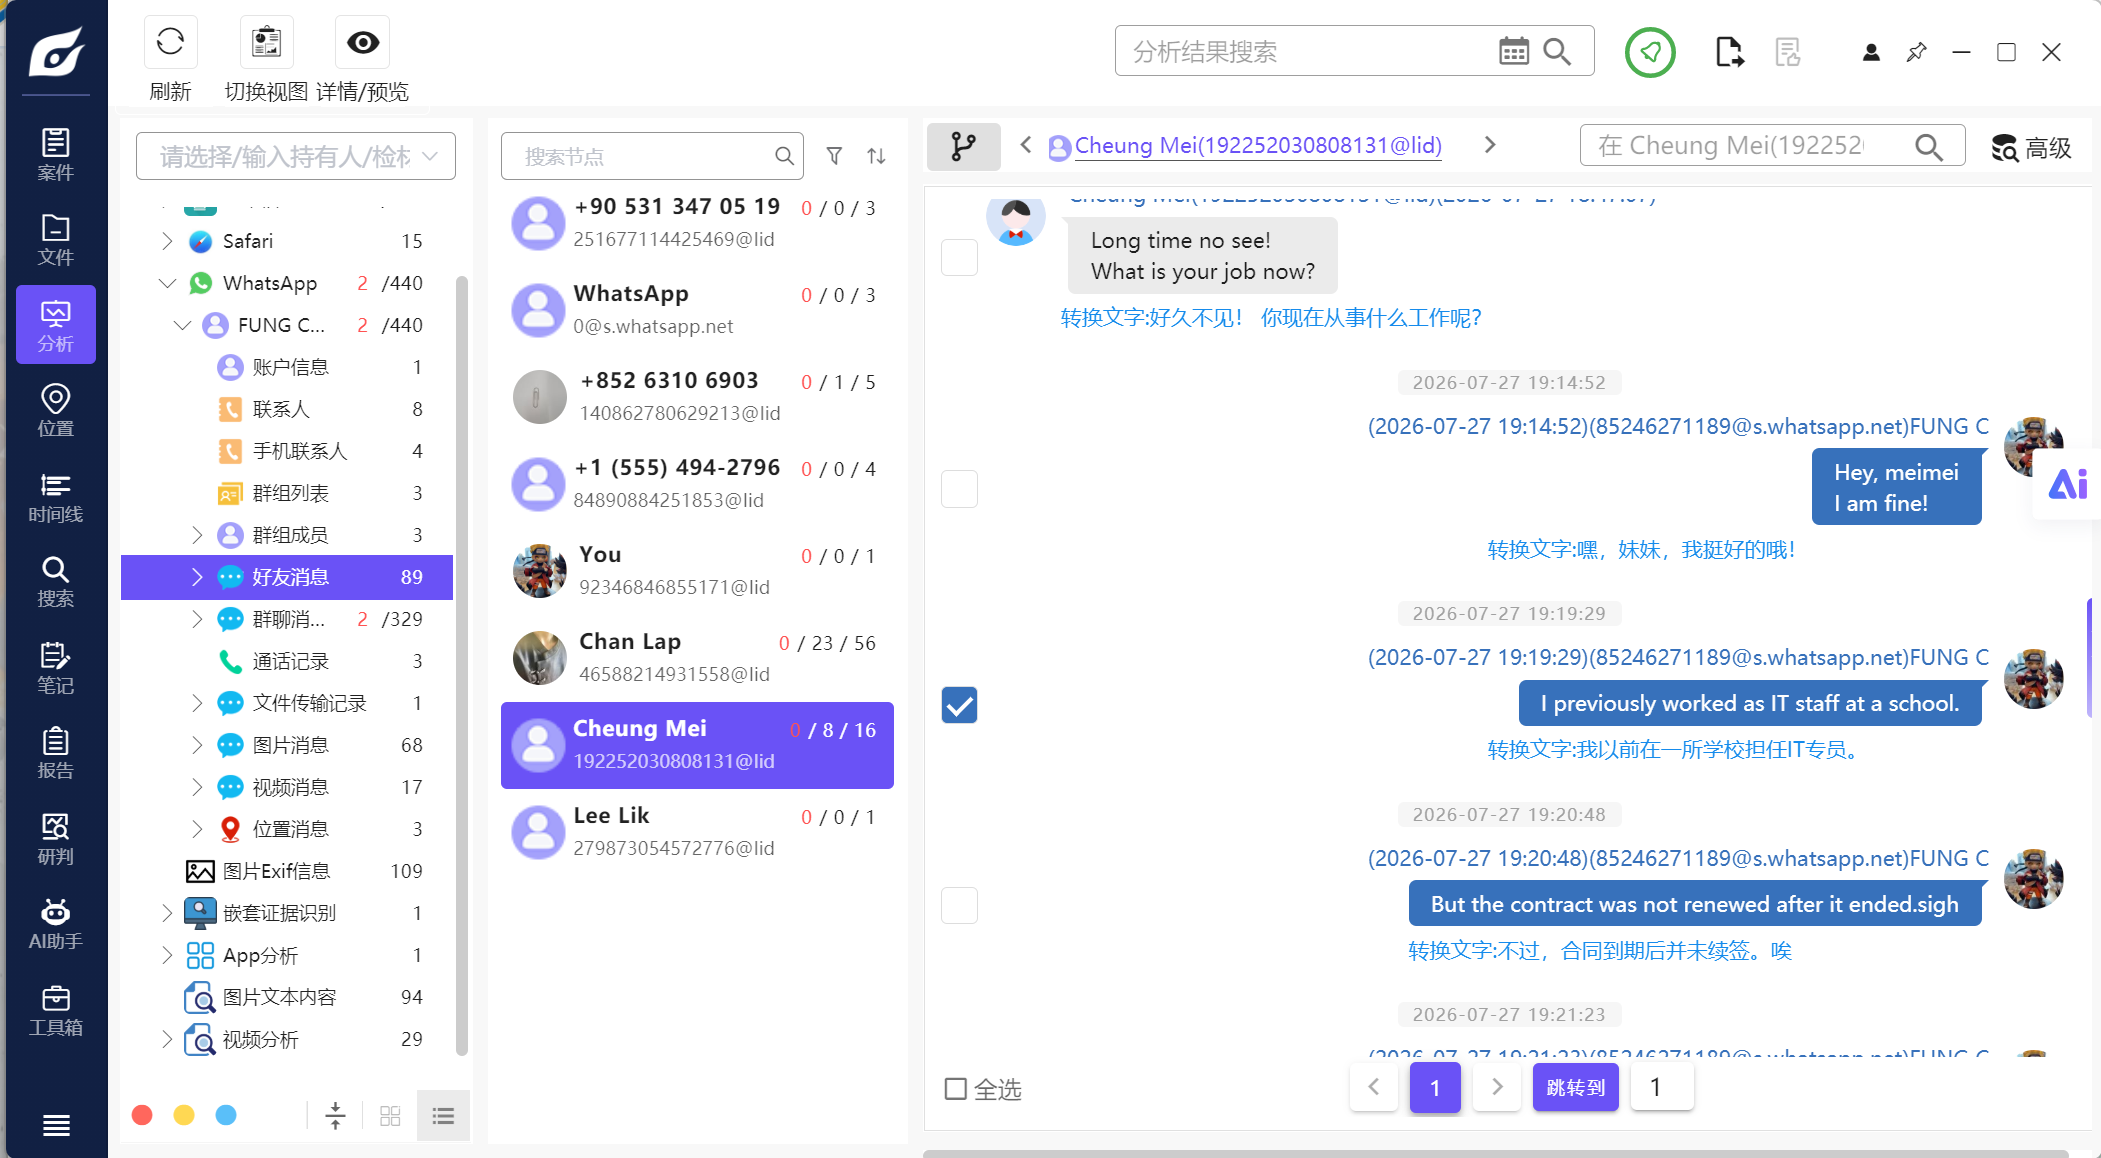 刷新
切换视图
详情/预览
分析结果搜索
案件
文件
分析
位置
时间线
搜索
笔记
报告
研判
AI助手
工具箱
请选择/输入持有人/检材
Safari 15
WhatsApp 2 /440
FUNG C... 2 /440
账户信息 1
联系人 8
手机联系人 4
群组列表 3
群组成员 3
好友消息 89
群聊消... 2 /329
通话记录 3
文件传输记录 1
图片消息 68
视频消息 17
位置消息 3
图片Exif信息 109
嵌套证据识别 1
App分析 1
图片文本内容 94
视频分析 29
搜索节点
+90 531 347 05 19 0 / 0 / 3
251677114425469@lid
WhatsApp 0 / 0 / 3
0@s.whatsapp.net
+852 6310 6903 0 / 1 / 5
140862780629213@lid
+1 (555) 494-2796 0 / 0 / 4
84890884251853@lid
You 0 / 0 / 1
92346846855171@lid
Chan Lap 0 / 23 / 56
46588214931558@lid
Cheung Mei 0 / 8 / 16
192252030808131@lid
Lee Lik 0 / 0 / 1
279873054572776@lid
Cheung Mei(192252030808131@lid)
在 Cheung Mei(1922520
高级
Long time no see!
What is your job now?
转换文字:好久不见！ 你现在从事什么工作呢?
2026-07-27 19:14:52
(2026-07-27 19:14:52)(85246271189@s.whatsapp.net)FUNG C
Hey, meimei
I am fine!
转换文字:嘿，妹妹，我挺好的哦！
Ai
2026-07-27 19:19:29
(2026-07-27 19:19:29)(85246271189@s.whatsapp.net)FUNG C
I previously worked as IT staff at a school.
转换文字:我以前在一所学校担任IT专员。
2026-07-27 19:20:48
(2026-07-27 19:20:48)(85246271189@s.whatsapp.net)FUNG C
But the contract was not renewed after it ended.sigh
转换文字:不过，合同到期后并未续签。唉
2026-07-27 19:21:23
(2026-07-27 19:21:23)(85246271189@s.whatsapp.net)FUNG C
全选
1
跳转到
1